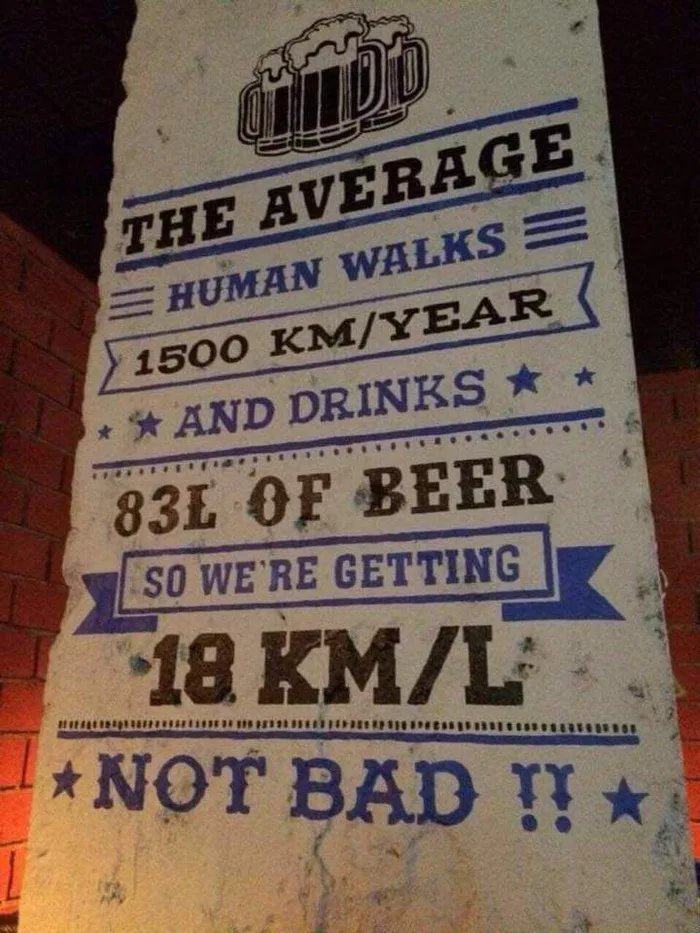 THE AVERAGE
HUMAN WALKS
1500 KM/YEAR
AND DRINKS
83L OF BEER
SO WE'RE GETTING
18 KM/L
NOT BAD !!